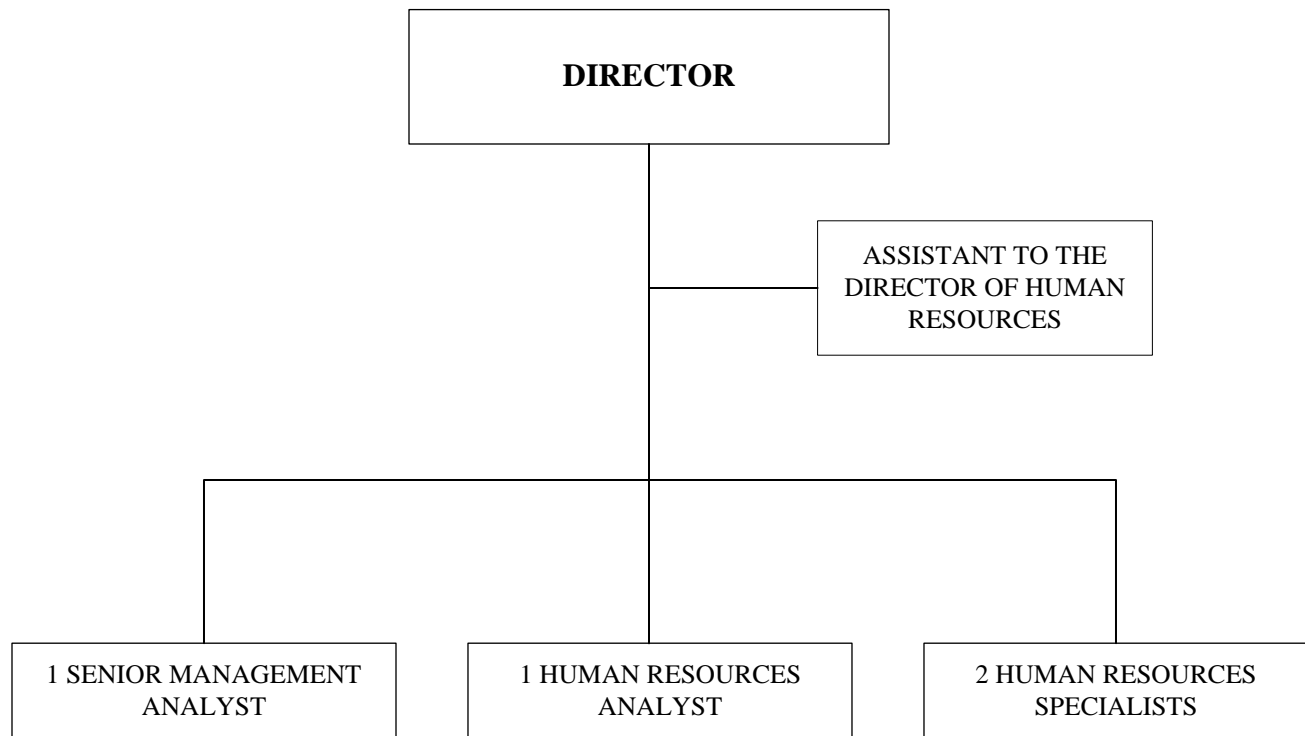 DIRECTOR
ASSISTANT TO THE
DIRECTOR OF HUMAN
RESOURCES
1 SENIOR MANAGEMENT
ANALYST
1 HUMAN RESOURCES
ANALYST
2 HUMAN RESOURCES
SPECIALISTS